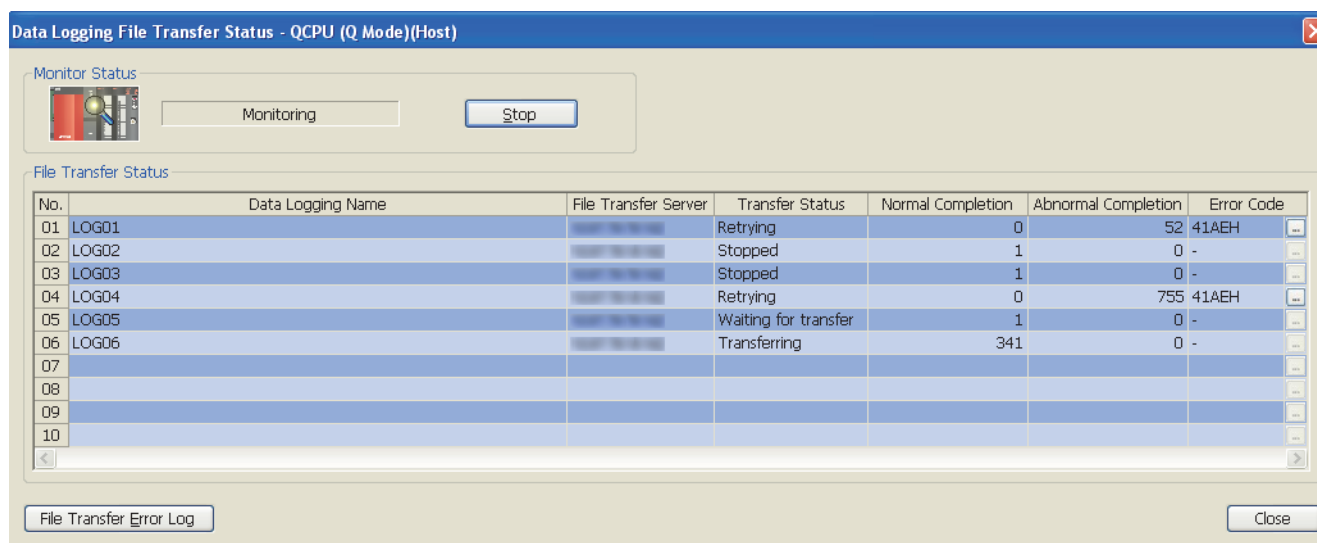 Data Logging File Transfer Status - QCPU (Q Mode)(Host)
Monitor Status
Monitoring
Stop
File Transfer Status
No. Data Logging Name File Transfer Server Transfer Status Normal Completion Abnormal Completion Error Code
01 LOG01 Retrying 0 52 41AEH ...
02 LOG02 Stopped 1 0 - ...
03 LOG03 Stopped 1 0 - ...
04 LOG04 Retrying 0 755 41AEH ...
05 LOG05 Waiting for transfer 1 0 - ...
06 LOG06 Transferring 341 0 - ...
07 ...
08 ...
09 ...
10 ...
File Transfer Error Log
Close